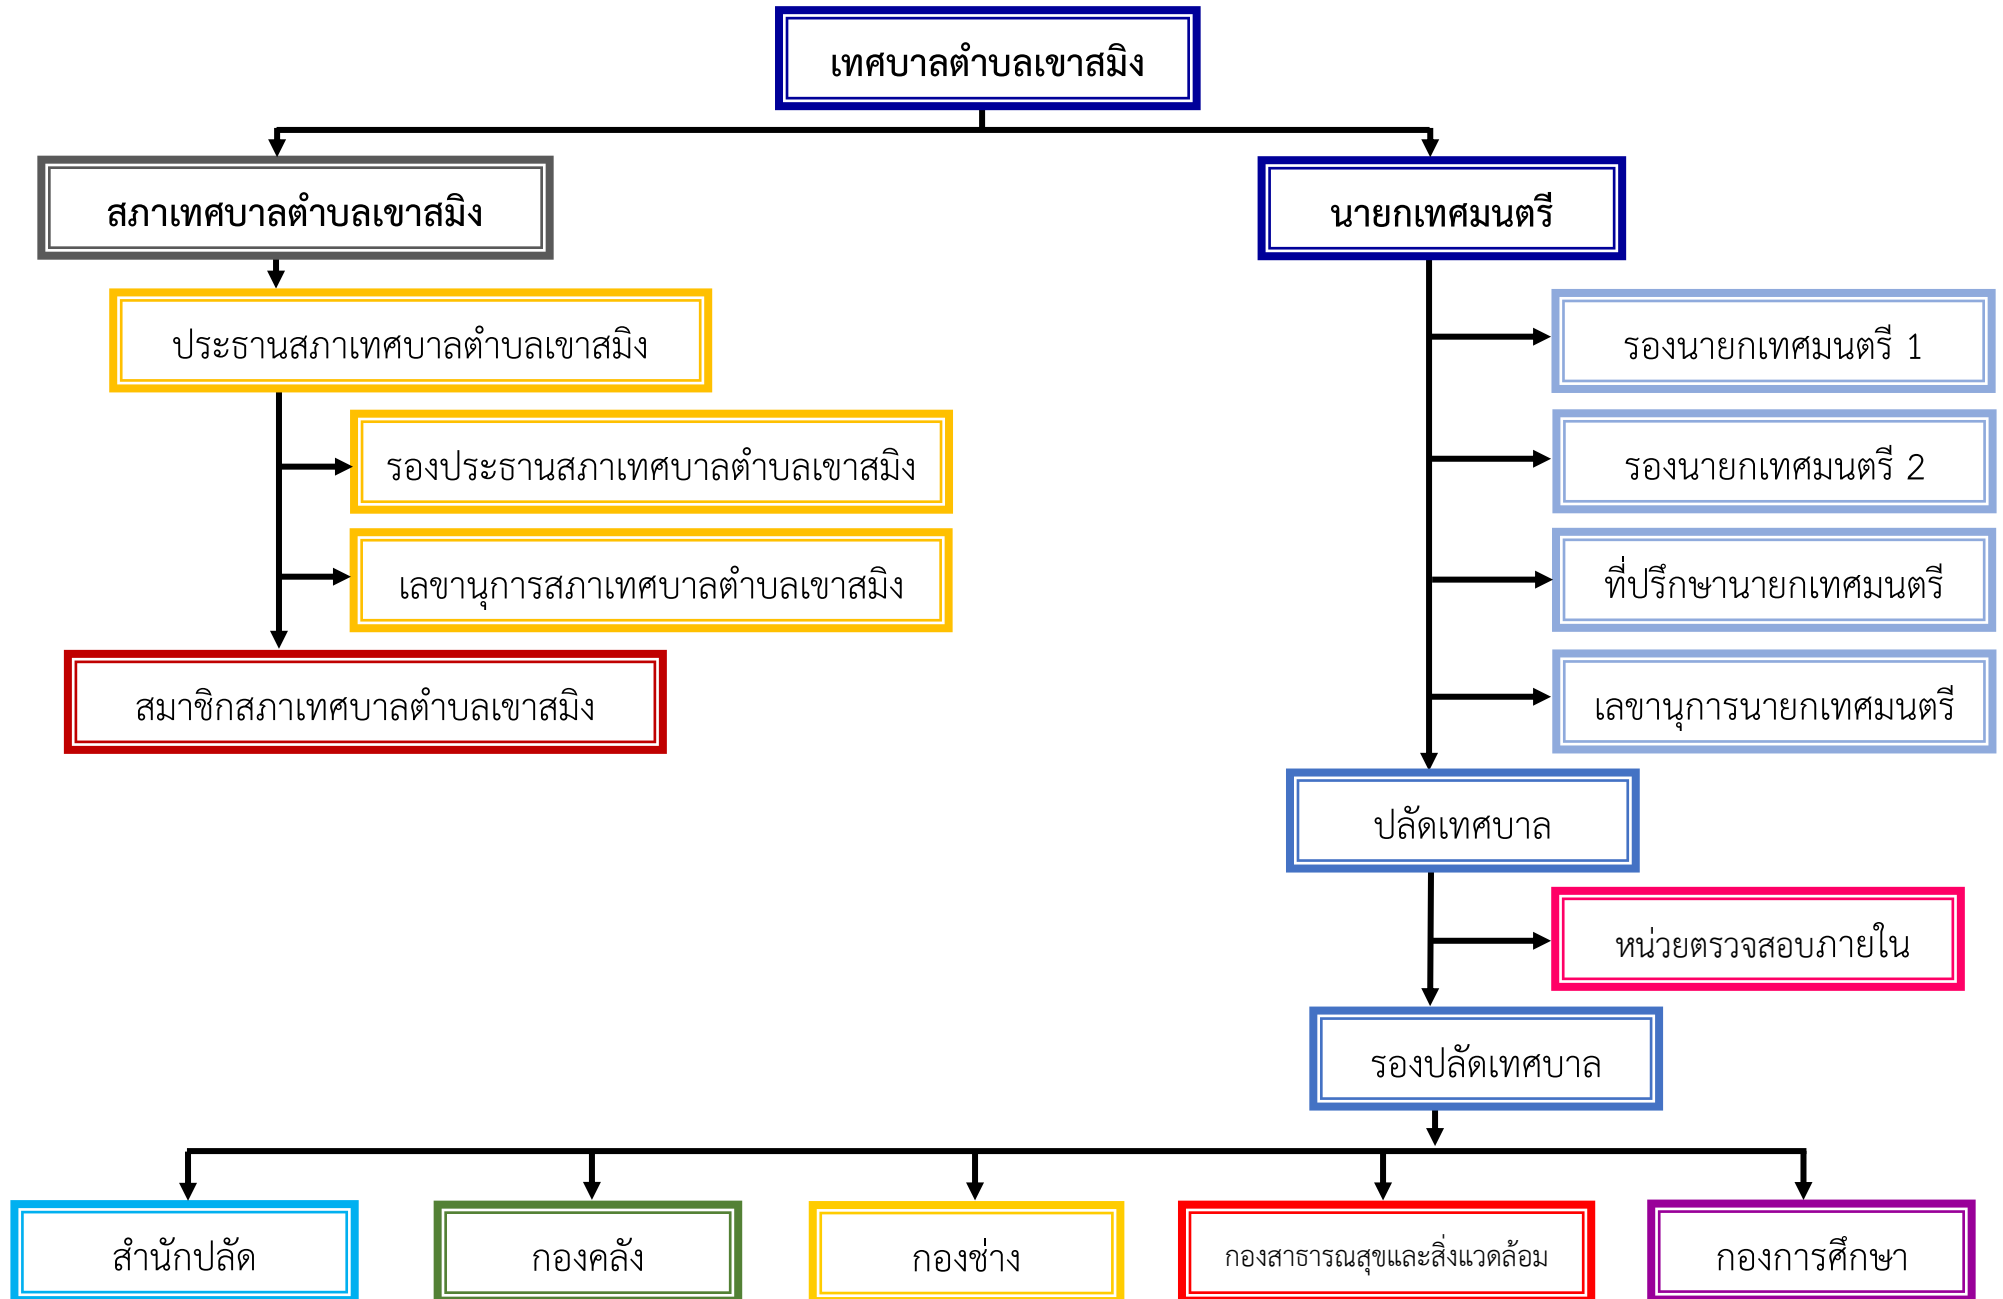 เทศบาลตำบลเขาสมิง
สภาเทศบาลตำบลเขาสมิง
นายกเทศมนตรี
ประธานสภาเทศบาลตำบลเขาสมิง
รองนายกเทศมนตรี 1
รองประธานสภาเทศบาลตำบลเขาสมิง
รองนายกเทศมนตรี 2
เลขานุการสภาเทศบาลตำบลเขาสมิง
ที่ปรึกษานายกเทศมนตรี
สมาชิกสภาเทศบาลตำบลเขาสมิง
เลขานุการนายกเทศมนตรี
ปลัดเทศบาล
หน่วยตรวจสอบภายใน
รองปลัดเทศบาล
สำนักปลัด
กองคลัง
กองช่าง
กองสาธารณสุขและสิ่งแวดล้อม
กองการศึกษา